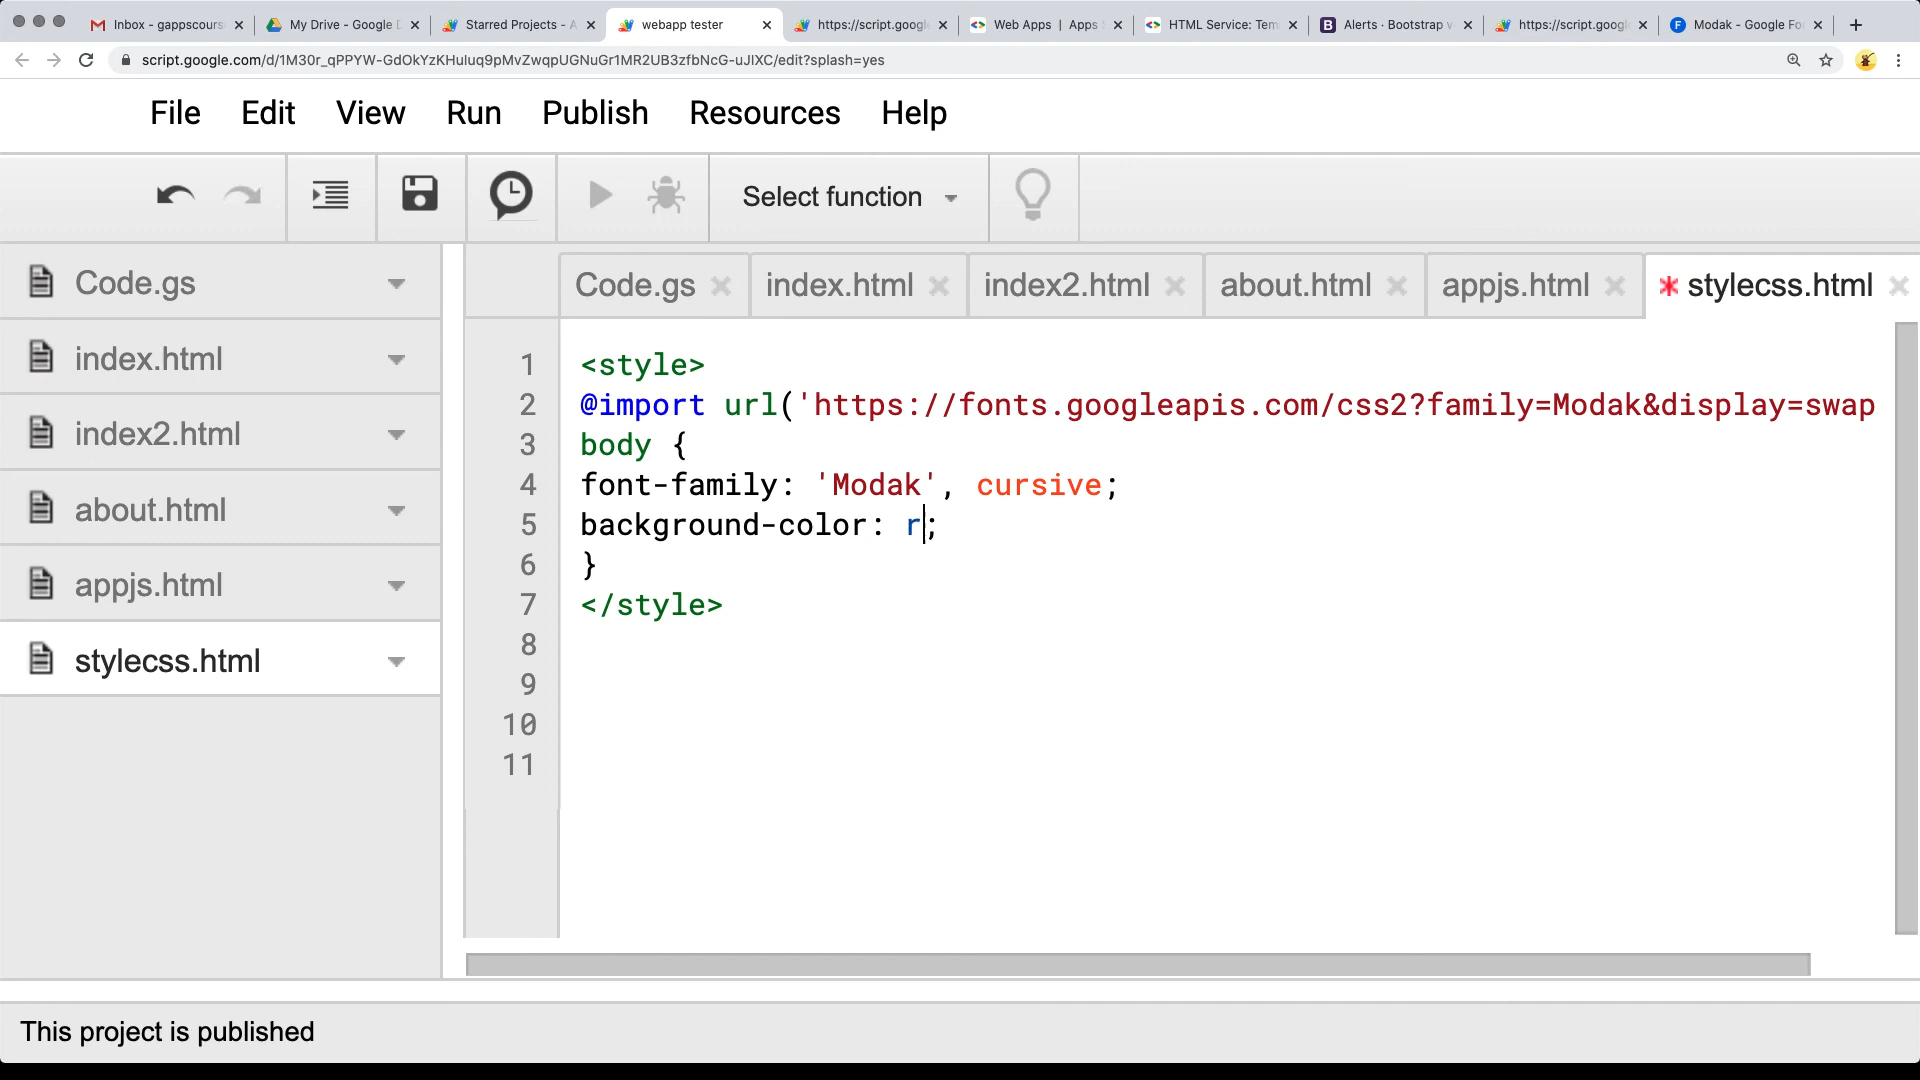 Inbox - gappscours
My Drive - Google D
Starred Projects - A
webapp tester
https://script.googl
Web Apps | Apps S
HTML Service: Tem
Alerts · Bootstrap v
https://script.googl
Modak - Google Fo
script.google.com/d/1M30r_qPPYW-GdOkYzKHuluq9pMvZwqpUGNuGr1MR2UB3zfbNcG-uJIXC/edit?splash=yes
File Edit View Run Publish Resources Help
Select function
Code.gs
index.html
index2.html
about.html
appjs.html
stylecss.html
Code.gs index.html index2.html about.html appjs.html * stylecss.html
1 <style>
2 @import url('https://fonts.googleapis.com/css2?family=Modak&display=swap
3 body {
4 font-family: 'Modak', cursive;
5 background-color: r;
6 }
7 </style>
8
9
10
11
This project is published